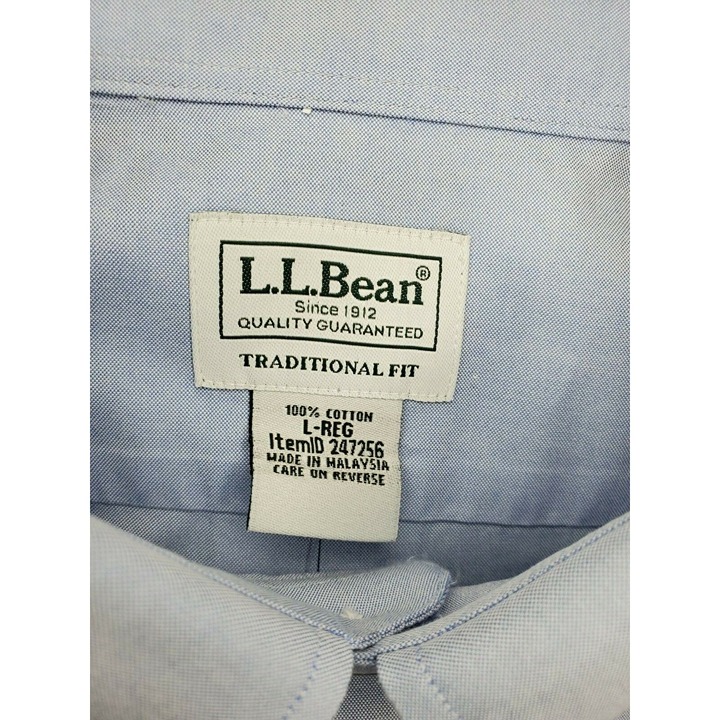 L.L.Bean®
Since 1912
QUALITY GUARANTEED
TRADITIONAL FIT
100% COTTON
L-REG
ItemID 247256
MADE IN MALAYSIA
CARE ON REVERSE